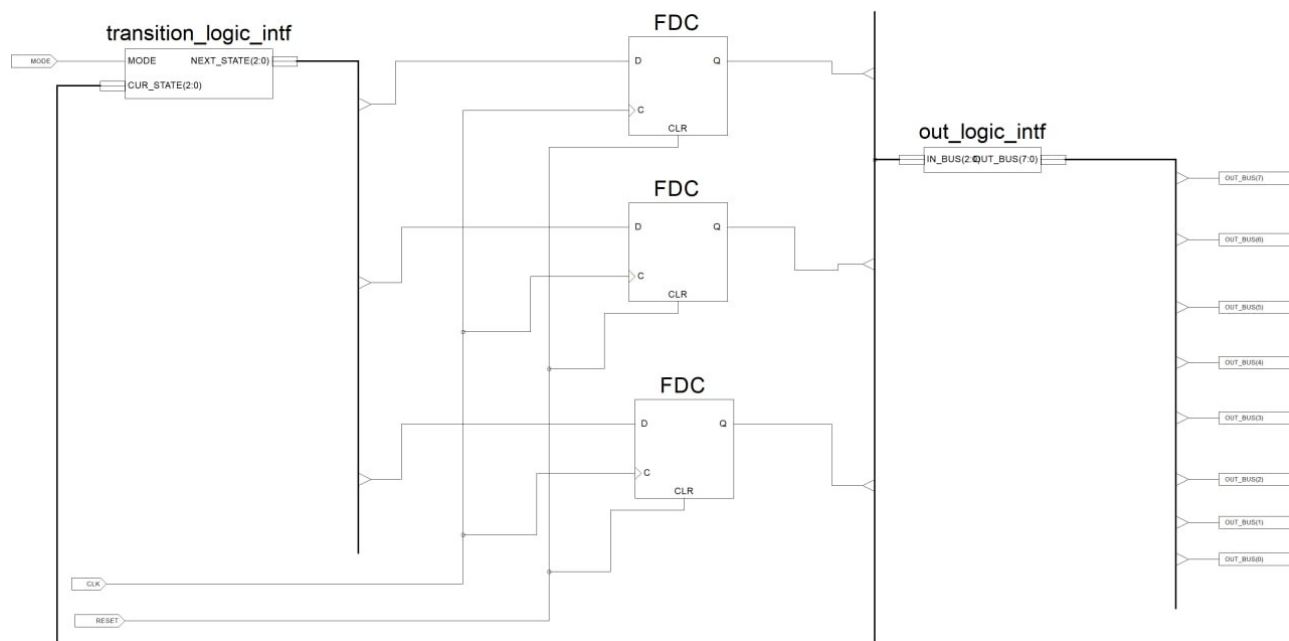 transition_logic_intf
MODE
MODE NEXT_STATE(2:0)
CUR_STATE(2:0)
FDC
D Q
C
CLR
FDC
D Q
C
CLR
FDC
D Q
C
CLR
CLK
RESET
out_logic_intf
IN_BUS(2:0) OUT_BUS(7:0)
OUT_BUS(7)
OUT_BUS(6)
OUT_BUS(5)
OUT_BUS(4)
OUT_BUS(3)
OUT_BUS(2)
OUT_BUS(1)
OUT_BUS(0)